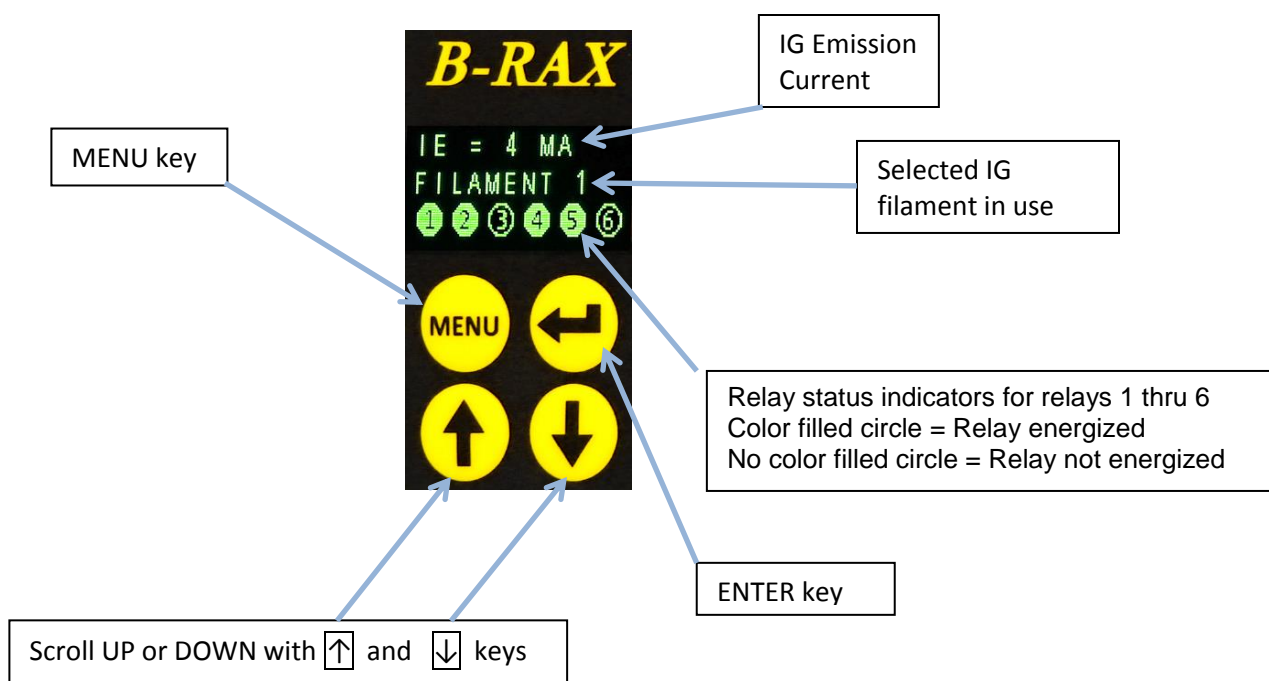 B-RAX
IG Emission
Current
IE = 4 MA
MENU key
FILAMENT 1
Selected IG
filament in use
1 2 3 4 5 6
MENU
Relay status indicators for relays 1 thru 6
Color filled circle = Relay energized
No color filled circle = Relay not energized
ENTER key
Scroll UP or DOWN with ↑ and ↓ keys